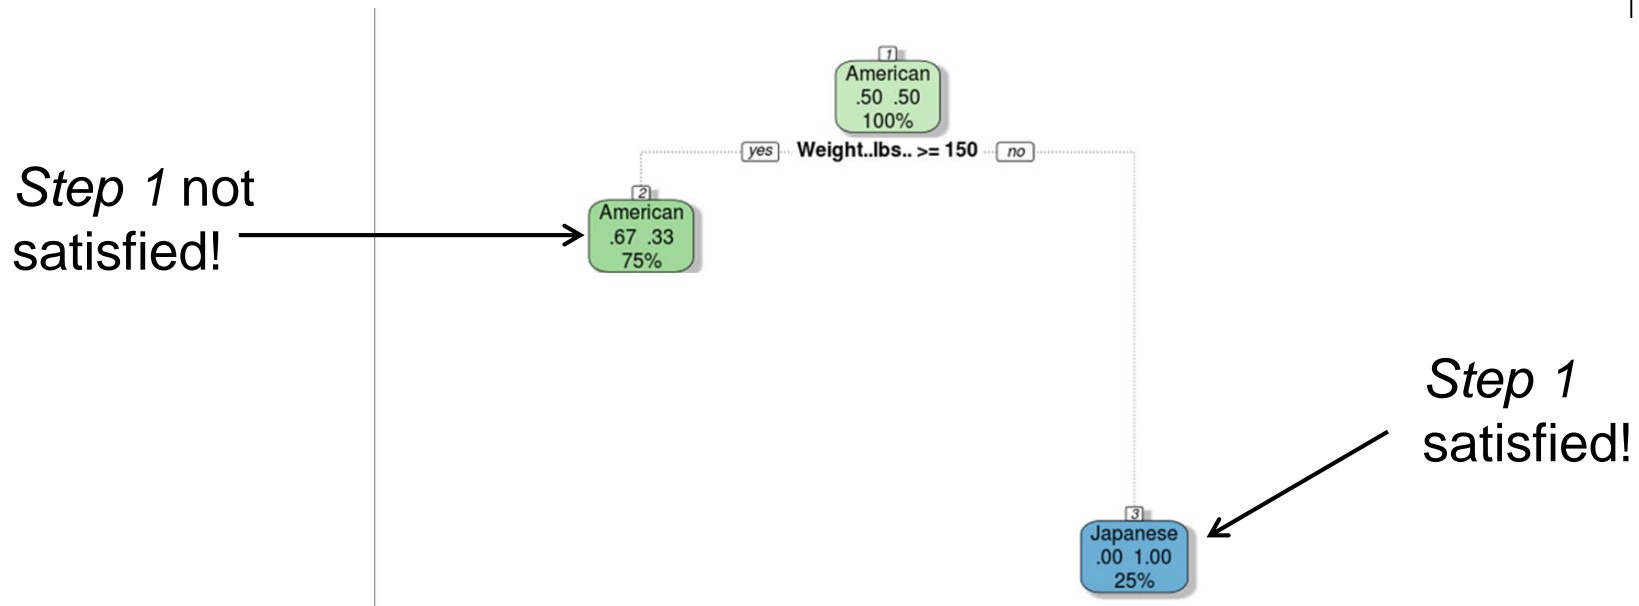 1
American
.50 .50
100%
yes Weight..lbs.. >= 150 no
Step 1 not
satisfied!
2
American
.67 .33
75%
Step 1
satisfied!
3
Japanese
.00 1.00
25%